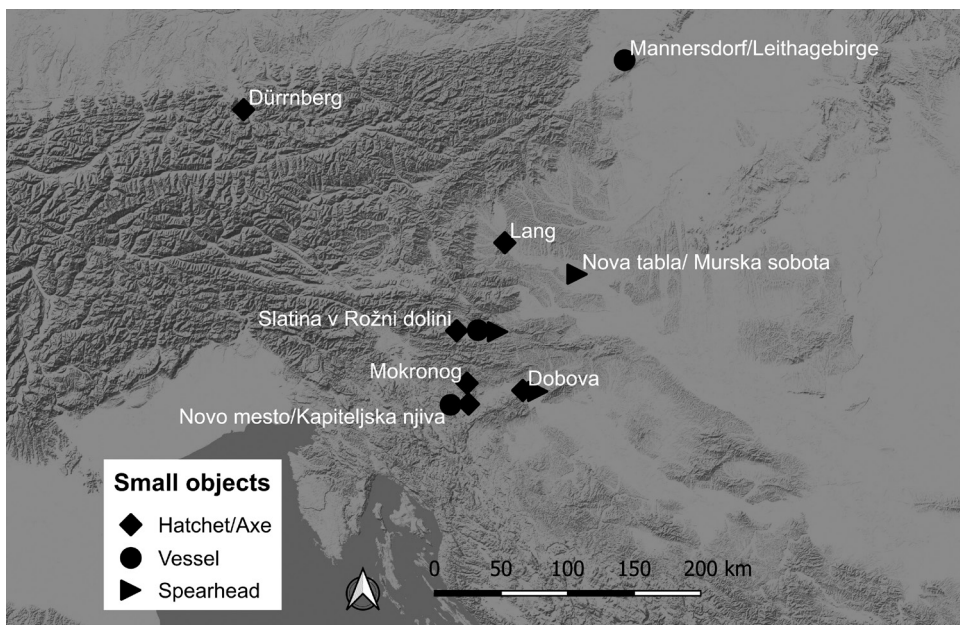 Mannersdorf/Leithagebirge
Dürrnberg
Lang
Nova tabla/ Murska sobota
Slatina v Rožni dolini
Mokronog
Dobova
Novo mesto/Kapiteljska njiva
Small objects
Hatchet/Axe
Vessel
Spearhead
0 50 100 150 200 km